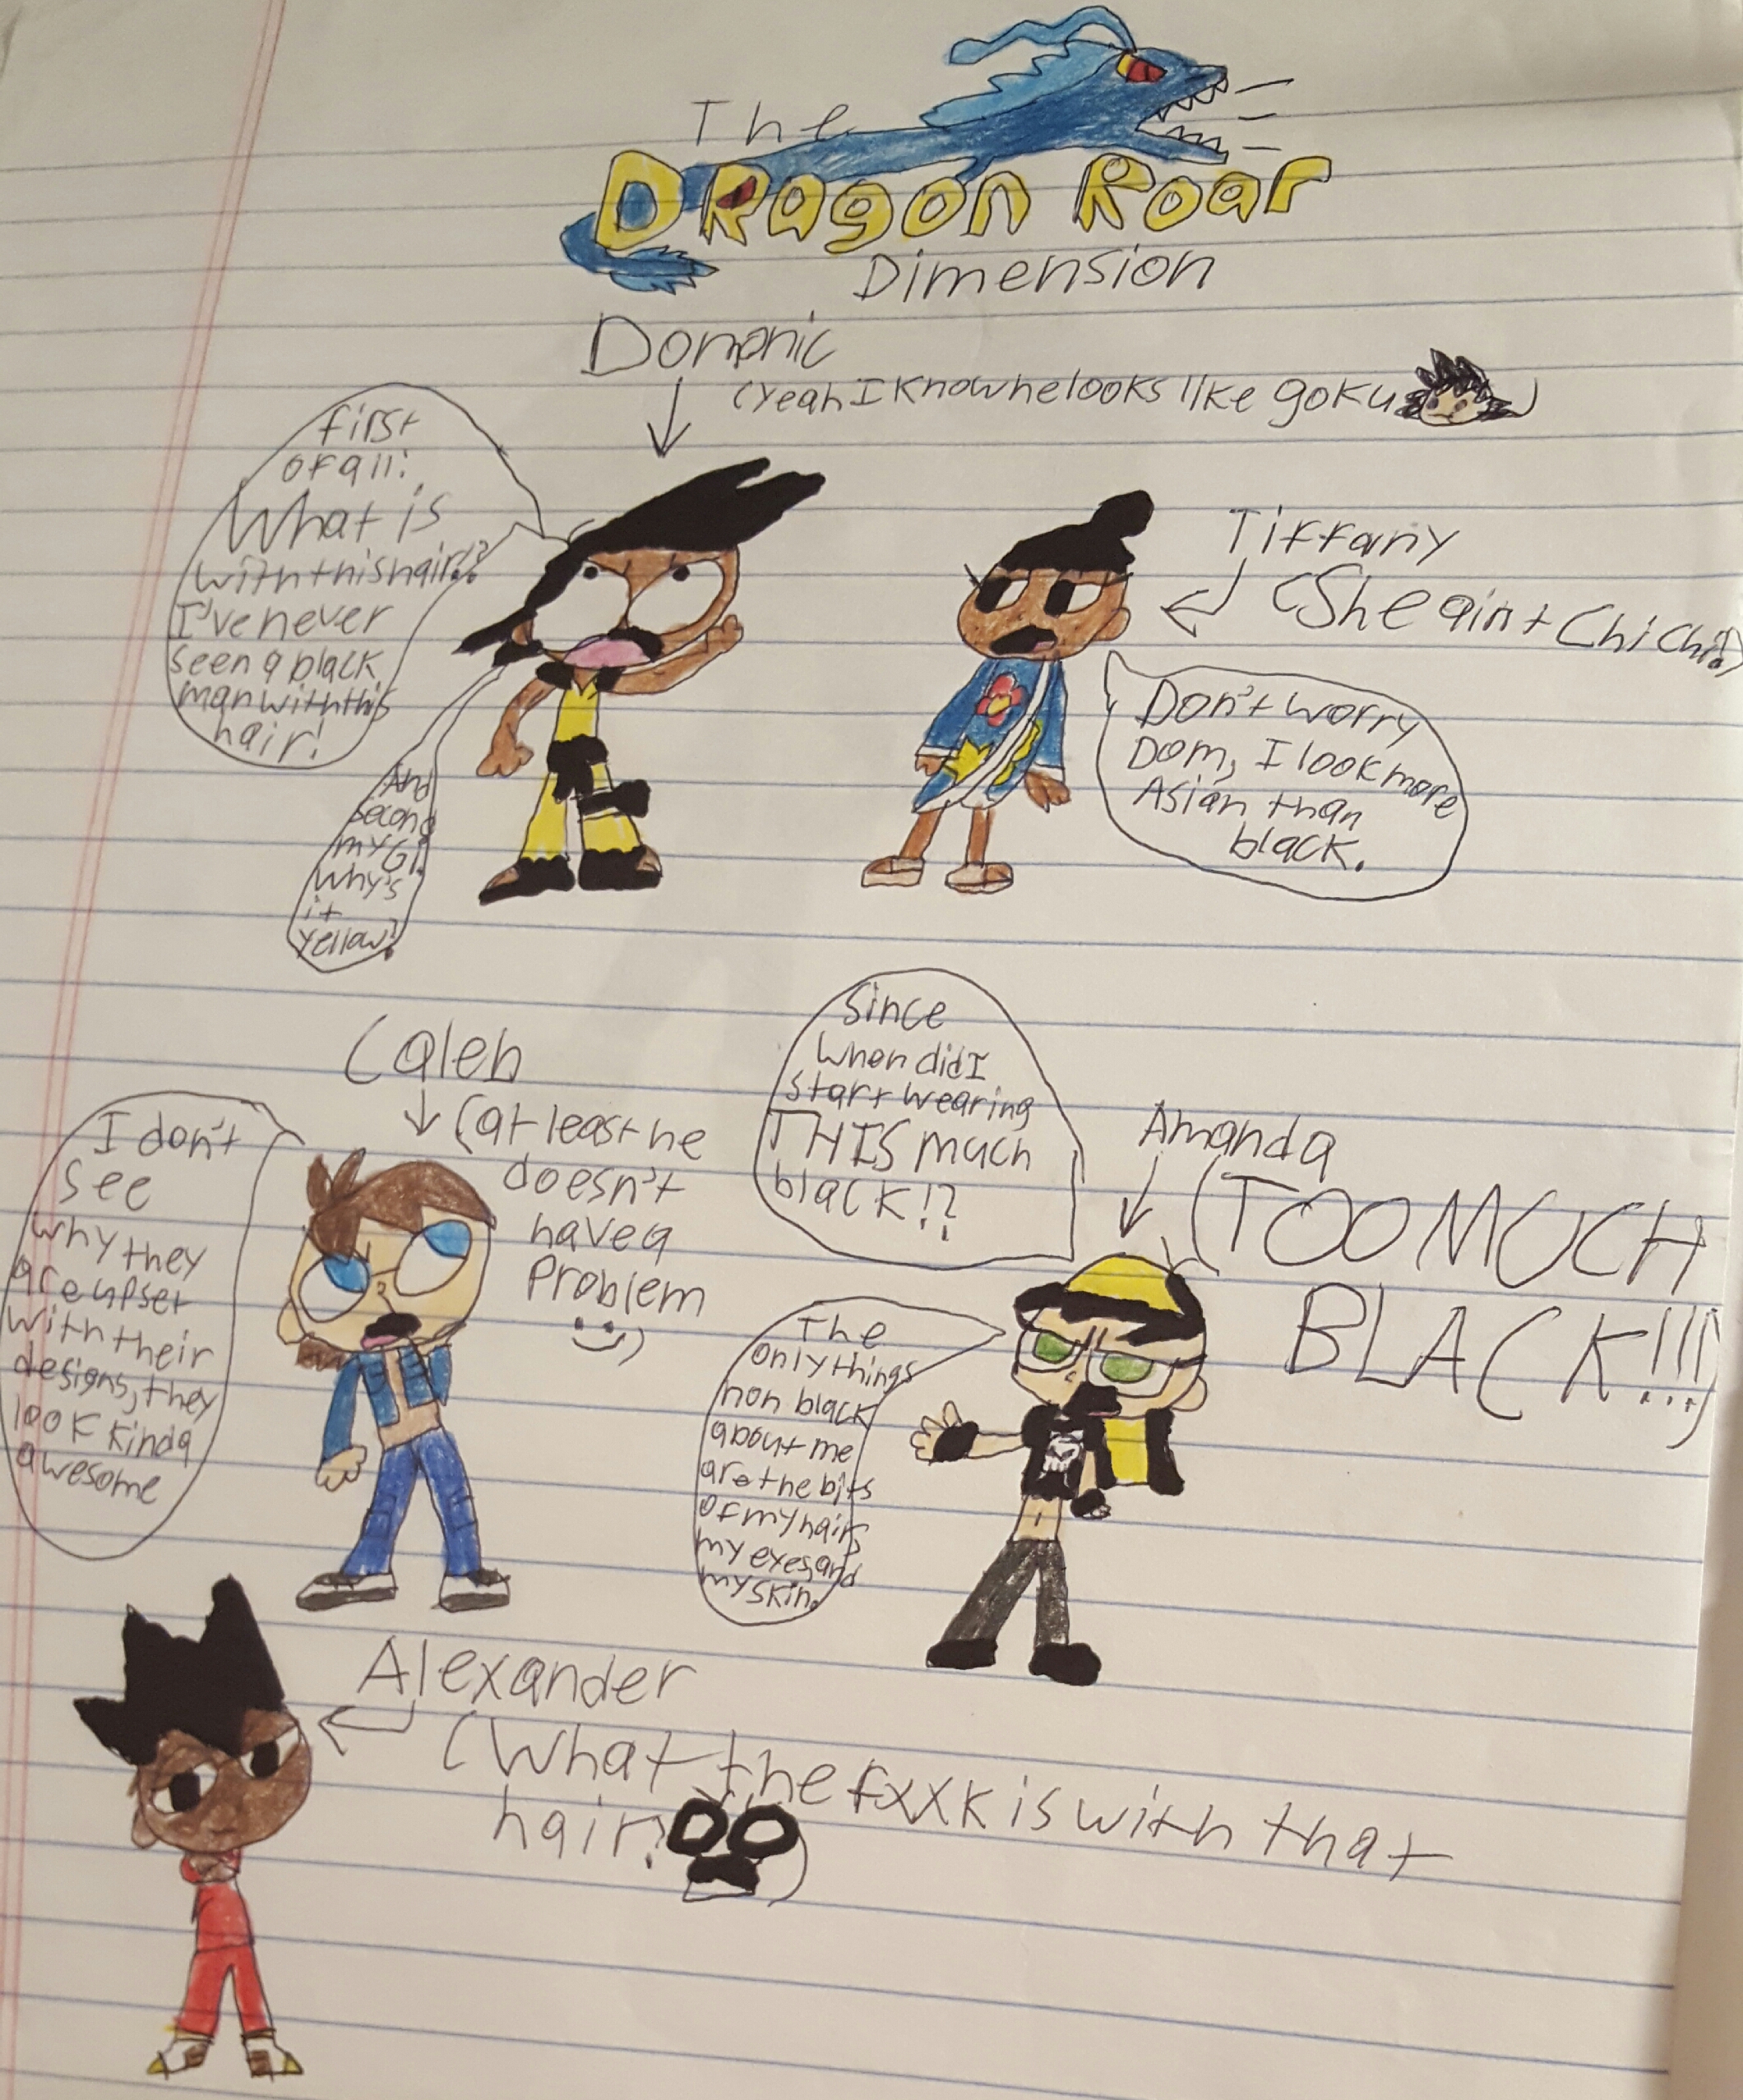 The
DRagon Roar
Dimension
Domonic
(Yeah I know he looks like goku)
first
of all:
What is
with this hair!?
I've never
seen a black
man with this
hair!
And
second
my Gi.
Why's
it
yellow?
Tiffany
(She ain't Chichi!)
Don't worry
Dom, I look more
Asian than
black.
Caleb
(at least he
doesn't
have a
Problem
:-))
I don't
see
why they
are upset
with their
designs, they
look kinda
awesome
Since
when did I
start wearing
THIS much
black!?
Amanda
(TOO MUCH
BLACK!!!)
The
only things
non black
about me
are the bits
of my hair,
my eyes, and
my skin.
Alexander
(What the fxxk is with that
hair?)